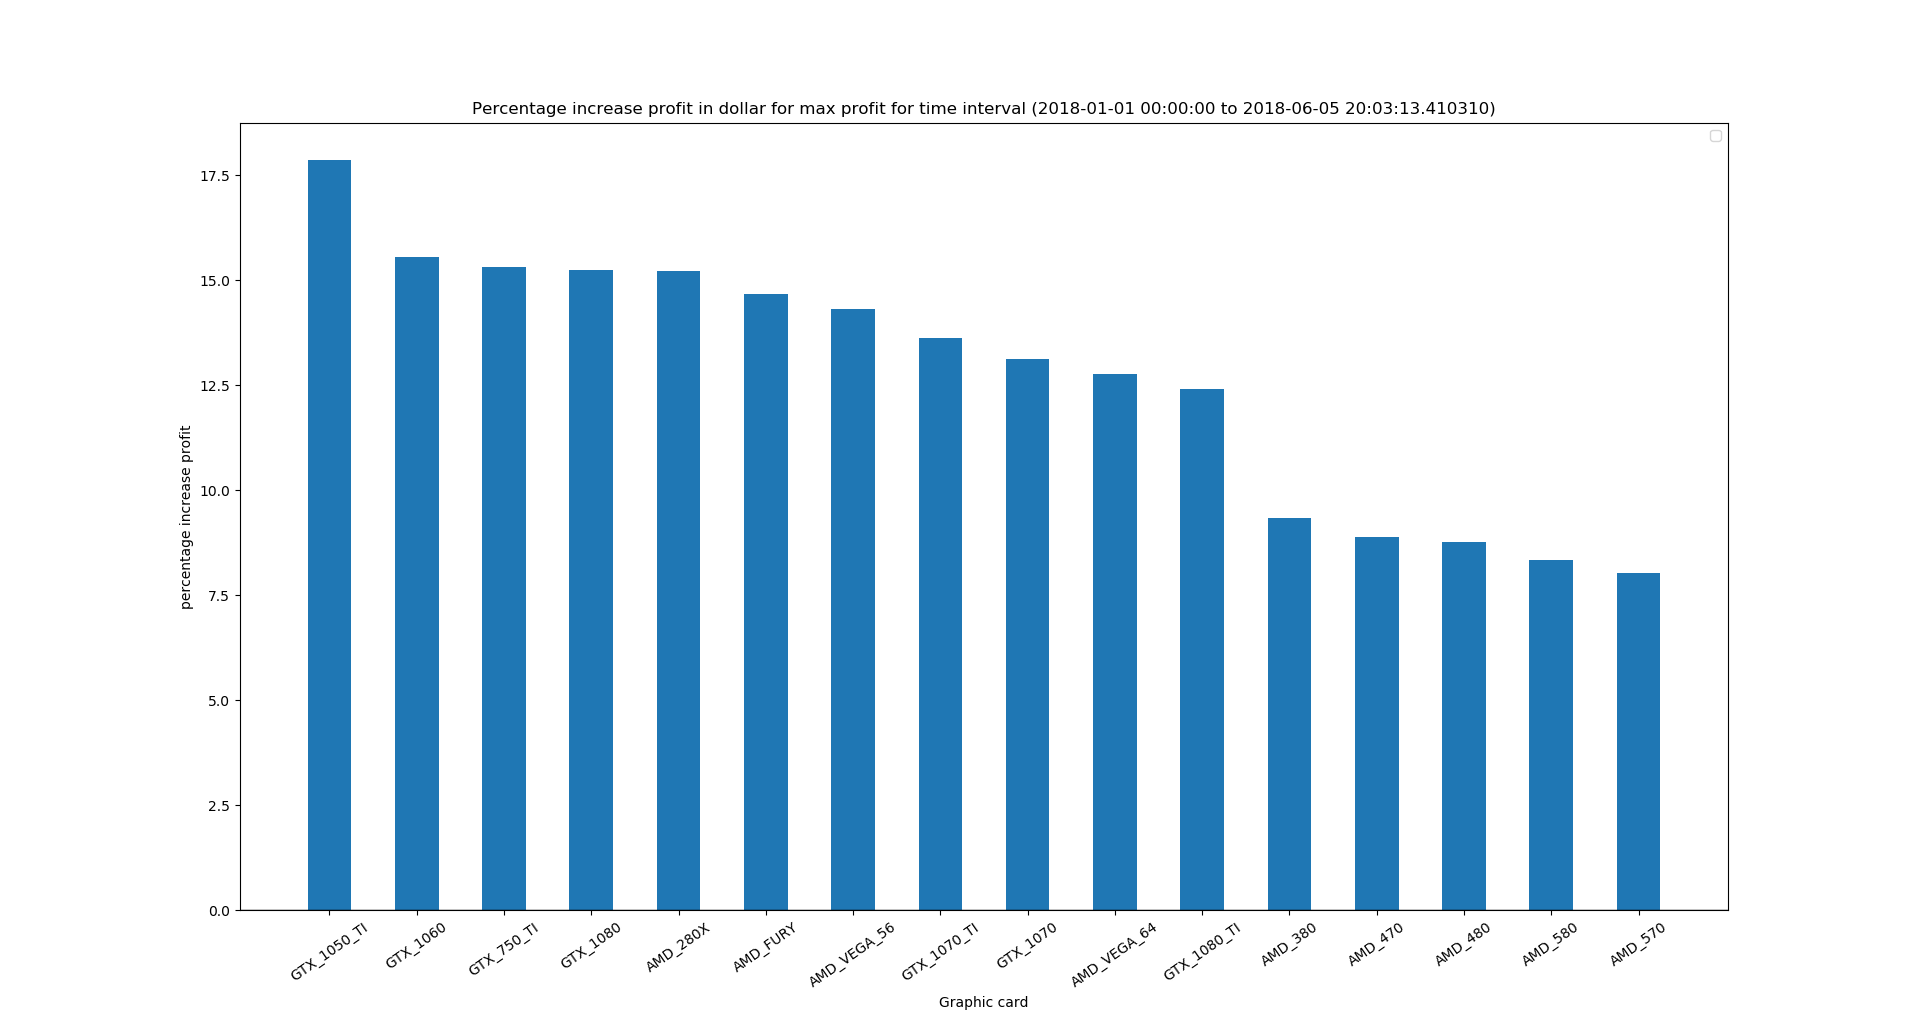 Percentage increase profit in dollar for max profit for time interval (2018-01-01 00:00:00 to 2018-06-05 20:03:13.410310)
17.5
15.0
12.5
10.0
7.5
5.0
2.5
0.0
percentage increase profit
GTX_1050_TI
GTX_1060
GTX_750_TI
GTX_1080
AMD_280X
AMD_FURY
AMD_VEGA_56
GTX_1070_TI
GTX_1070
AMD_VEGA_64
GTX_1080_TI
AMD_380
AMD_470
AMD_480
AMD_580
AMD_570
Graphic card